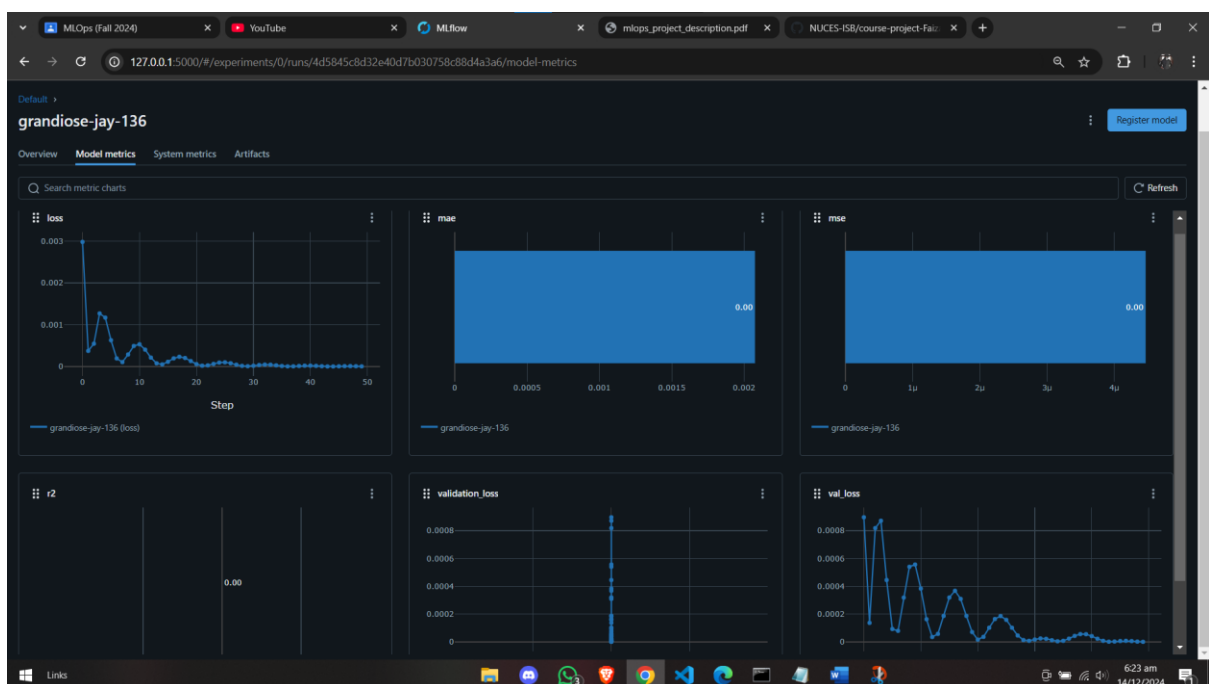 MLOps (Fall 2024)
YouTube
MLflow
mlops_project_description.pdf
NUCES-ISB/course-project-Faiz
127.0.0.1:5000/#/experiments/0/runs/4d5845c8d32e40d7b030758c88d4a3a6/model-metrics
Default
grandiose-jay-136
Register model
Overview Model metrics System metrics Artifacts
Search metric charts
Refresh
loss
0.003
0.002
0.001
0
0 10 20 30 40 50
Step
grandiose-jay-136 (loss)
mae
0.00
0 0.0005 0.001 0.0015 0.002
grandiose-jay-136
mse
0.00
0 1µ 2µ 3µ 4µ
grandiose-jay-136
r2
0.00
validation_loss
0.0008
0.0006
0.0004
0.0002
0
val_loss
0.0008
0.0006
0.0004
0.0002
0
Links
3
6:23 am
14/12/2024